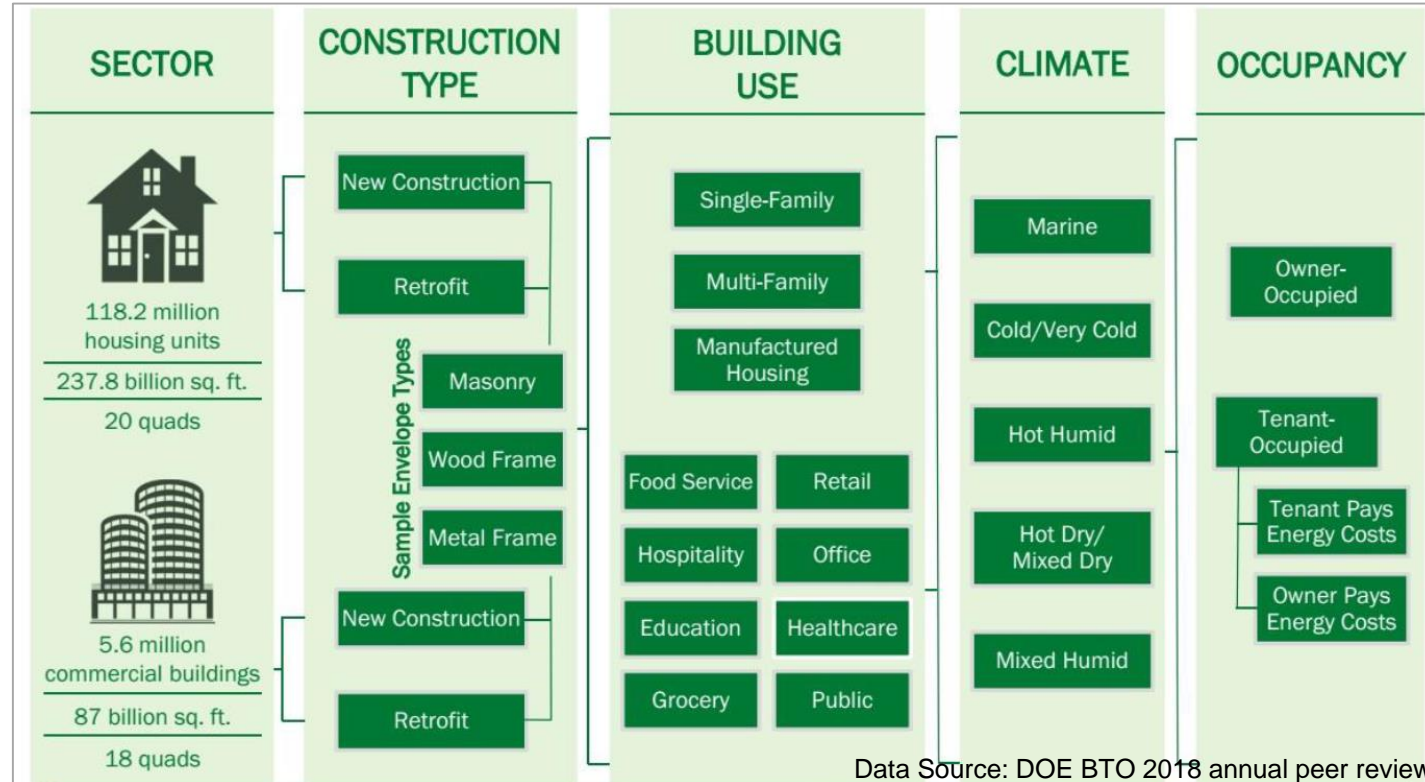 SECTOR
118.2 million
housing units
237.8 billion sq. ft.
20 quads
5.6 million
commercial buildings
87 billion sq. ft.
18 quads
CONSTRUCTION
TYPE
New Construction
Retrofit
Sample Envelope Types
Masonry
Wood Frame
Metal Frame
New Construction
Retrofit
BUILDING
USE
Single-Family
Multi-Family
Manufactured
Housing
Food Service
Retail
Hospitality
Office
Education
Healthcare
Grocery
Public
CLIMATE
Marine
Cold/Very Cold
Hot Humid
Hot Dry/
Mixed Dry
Mixed Humid
OCCUPANCY
Owner-
Occupied
Tenant-
Occupied
Tenant Pays
Energy Costs
Owner Pays
Energy Costs
Data Source: DOE BTO 2018 annual peer review